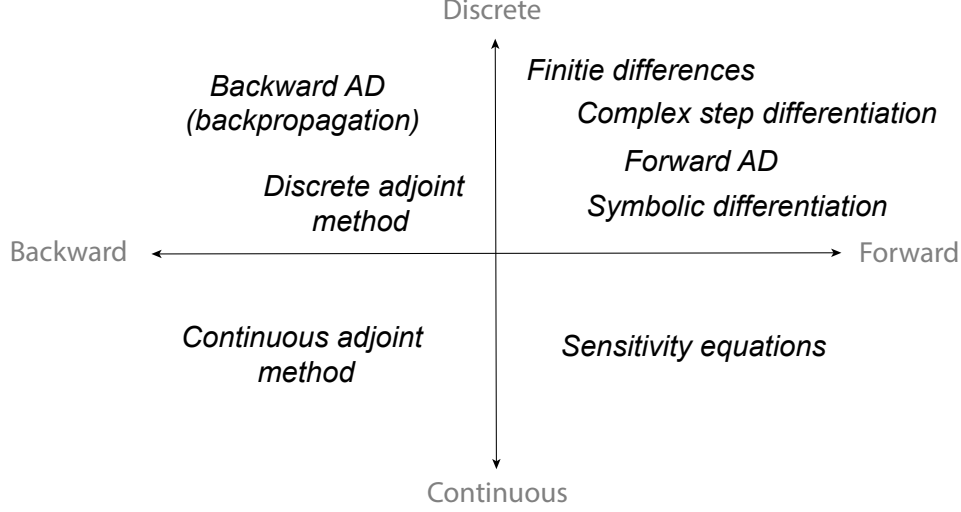 Discrete
Finitie differences
Backward AD
(backpropagation)
Complex step differentiation
Forward AD
Discrete adjoint
method
Symbolic differentiation
Backward
Forward
Continuous adjoint
method
Sensitivity equations
Continuous